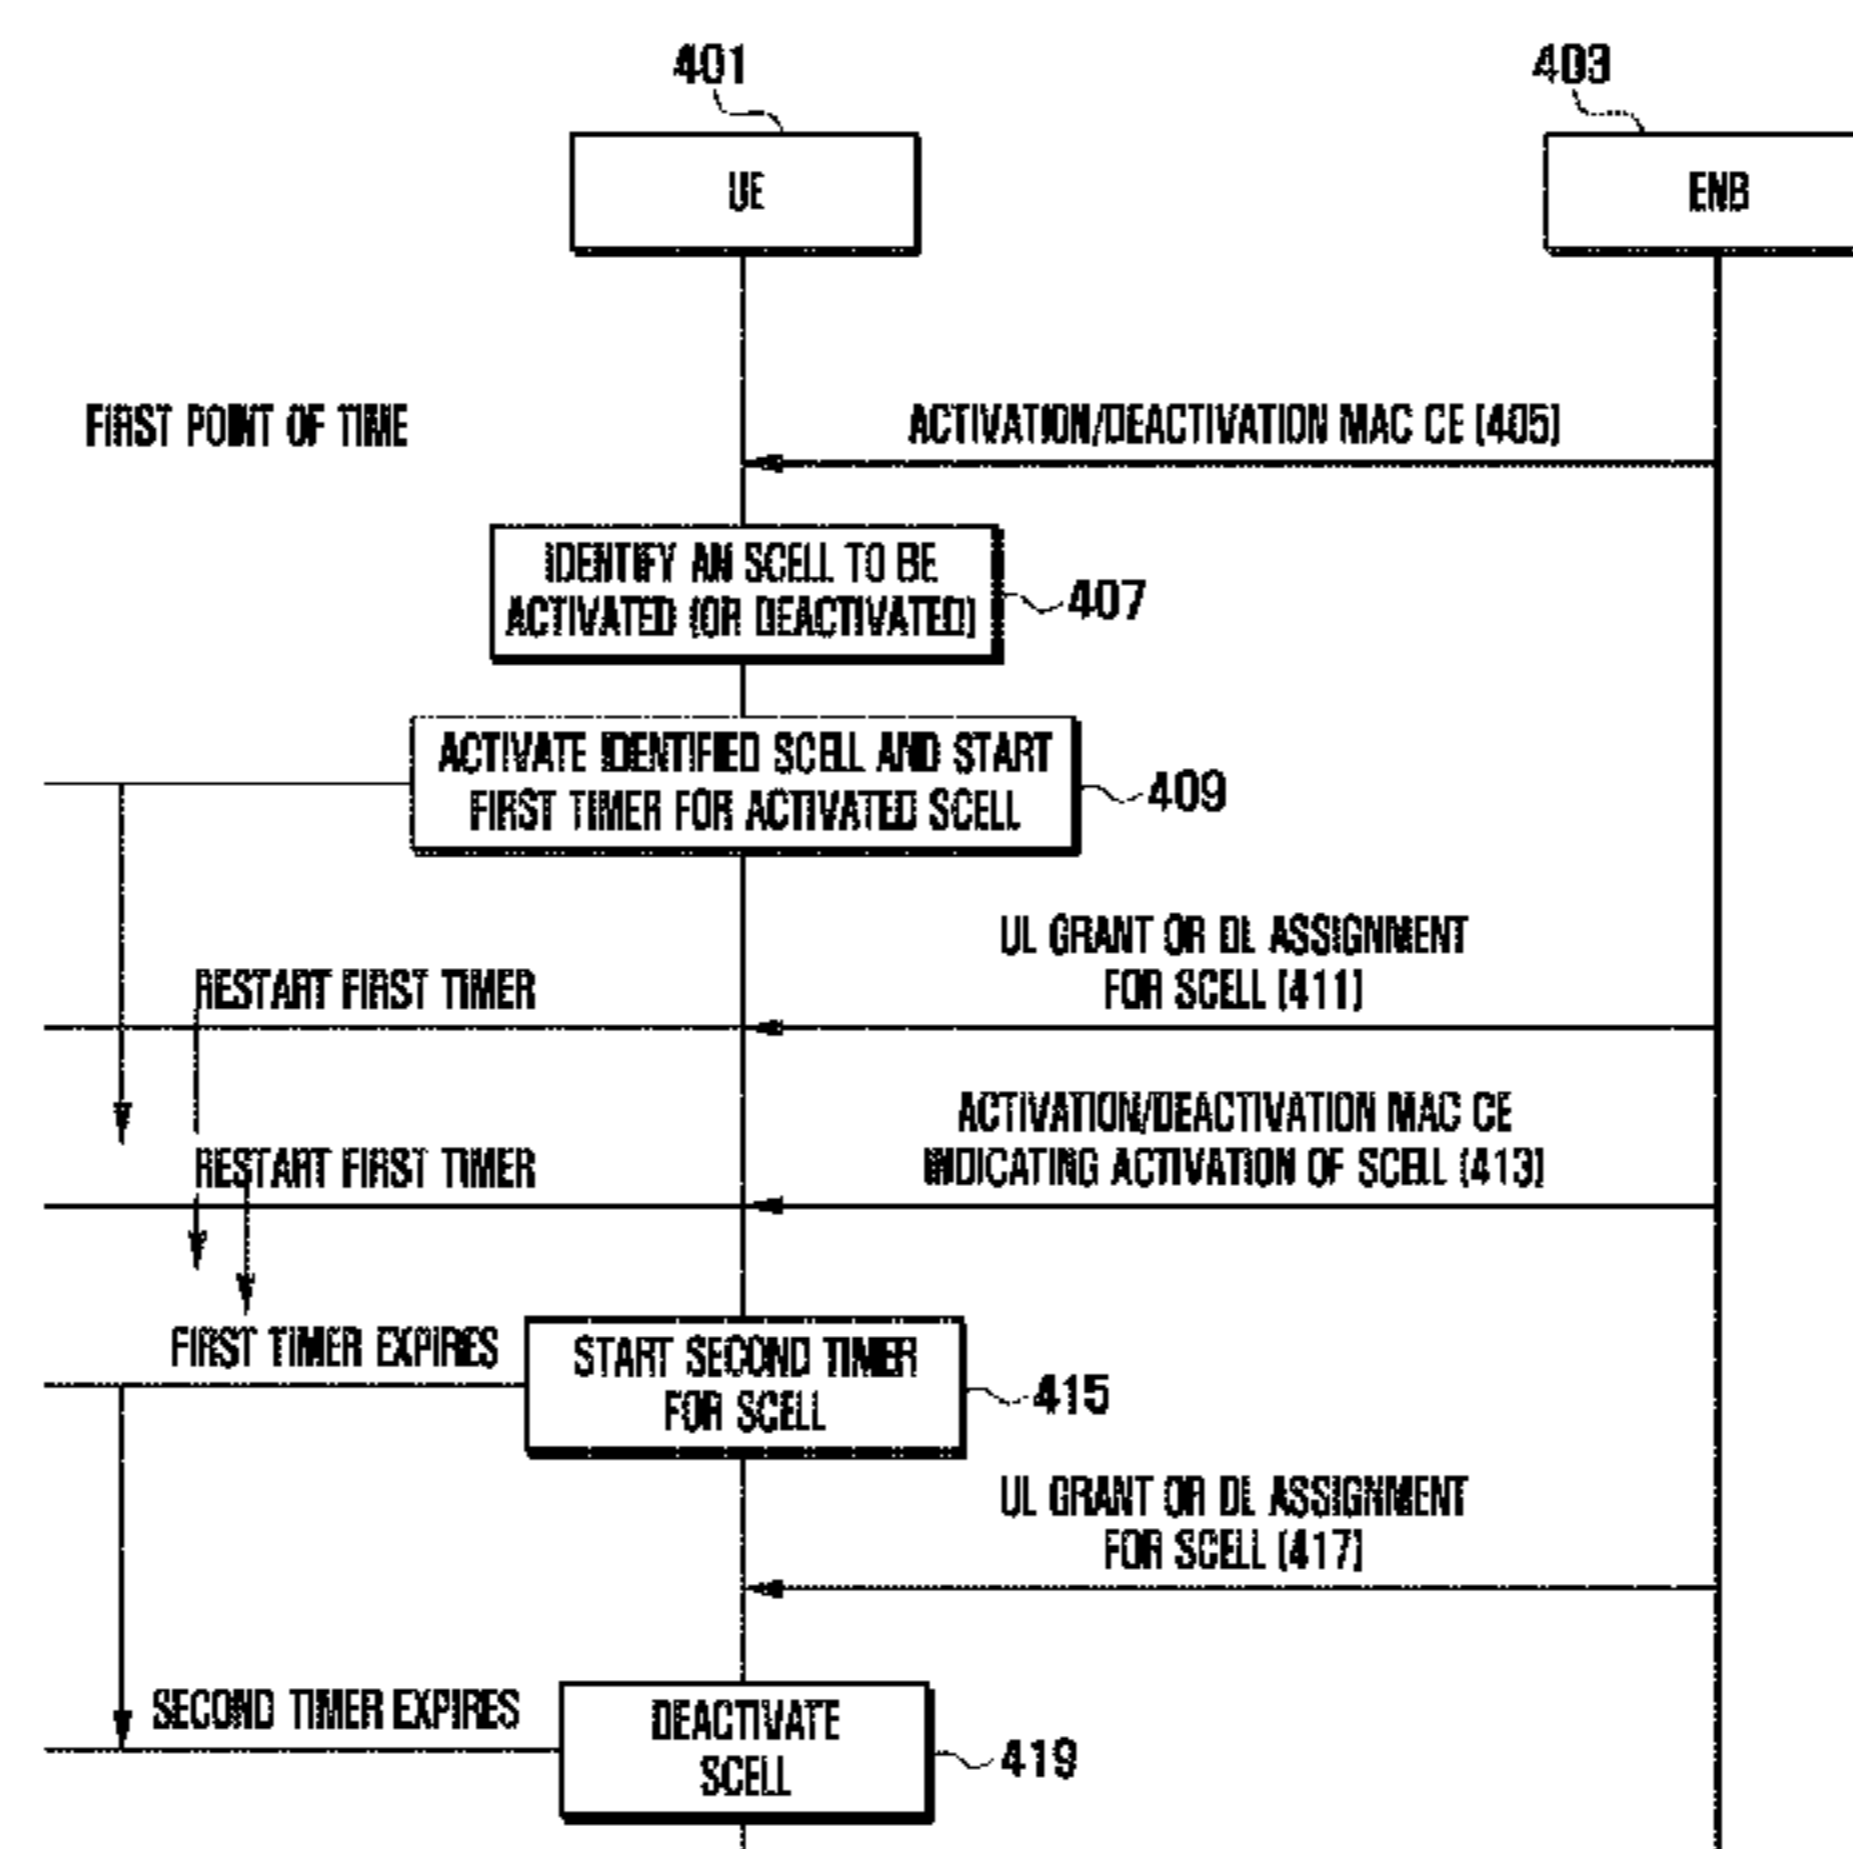 401
403
UE
ENB
FIRST POINT OF TIME
ACTIVATION/DEACTIVATION MAC CE (405)
IDENTIFY AN SCELL TO BE
ACTIVATED (OR DEACTIVATED)
407
ACTIVATE IDENTIFIED SCELL AND START
FIRST TIMER FOR ACTIVATED SCELL
409
UL GRANT OR DL ASSIGNMENT
FOR SCELL (411)
RESTART FIRST TIMER
ACTIVATION/DEACTIVATION MAC CE
INDICATING ACTIVATION OF SCELL (413)
RESTART FIRST TIMER
FIRST TIMER EXPIRES
START SECOND TIMER
FOR SCELL
415
UL GRANT OR DL ASSIGNMENT
FOR SCELL (417)
SECOND TIMER EXPIRES
DEACTIVATE
SCELL
419